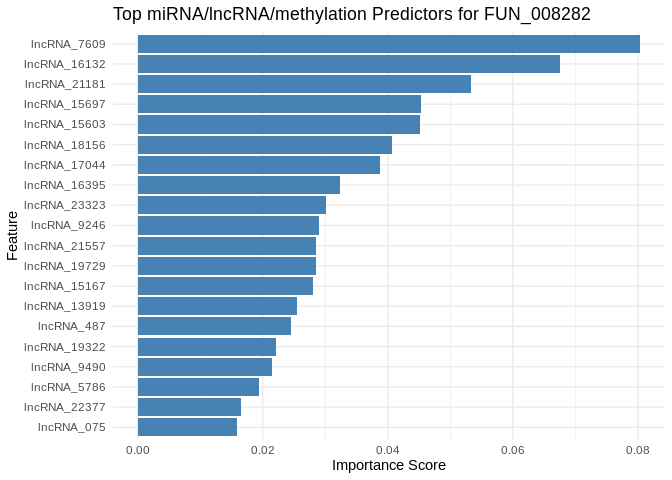 Top miRNA/lncRNA/methylation Predictors for FUN_008282
Feature
lncRNA_7609
lncRNA_16132
lncRNA_21181
lncRNA_15697
lncRNA_15603
lncRNA_18156
lncRNA_17044
lncRNA_16395
lncRNA_23323
lncRNA_9246
lncRNA_21557
lncRNA_19729
lncRNA_15167
lncRNA_13919
lncRNA_487
lncRNA_19322
lncRNA_9490
lncRNA_5786
lncRNA_22377
lncRNA_075
0.00 0.02 0.04 0.06 0.08
Importance Score